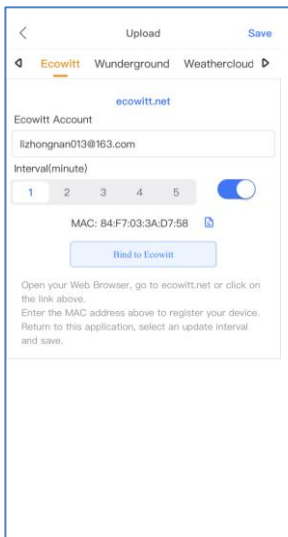 Upload Save
Ecowitt Wunderground Weathercloud
ecowitt.net
Ecowitt Account
lizhongnan013@163.com
Interval(minute)
1 2 3 4 5
MAC: 84:F7:03:3A:D7:58
Bind to Ecowitt
Open your Web Browser, go to ecowitt.net or click on
the link above.
Enter the MAC address above to register your device.
Return to this application, select an update interval
and save.